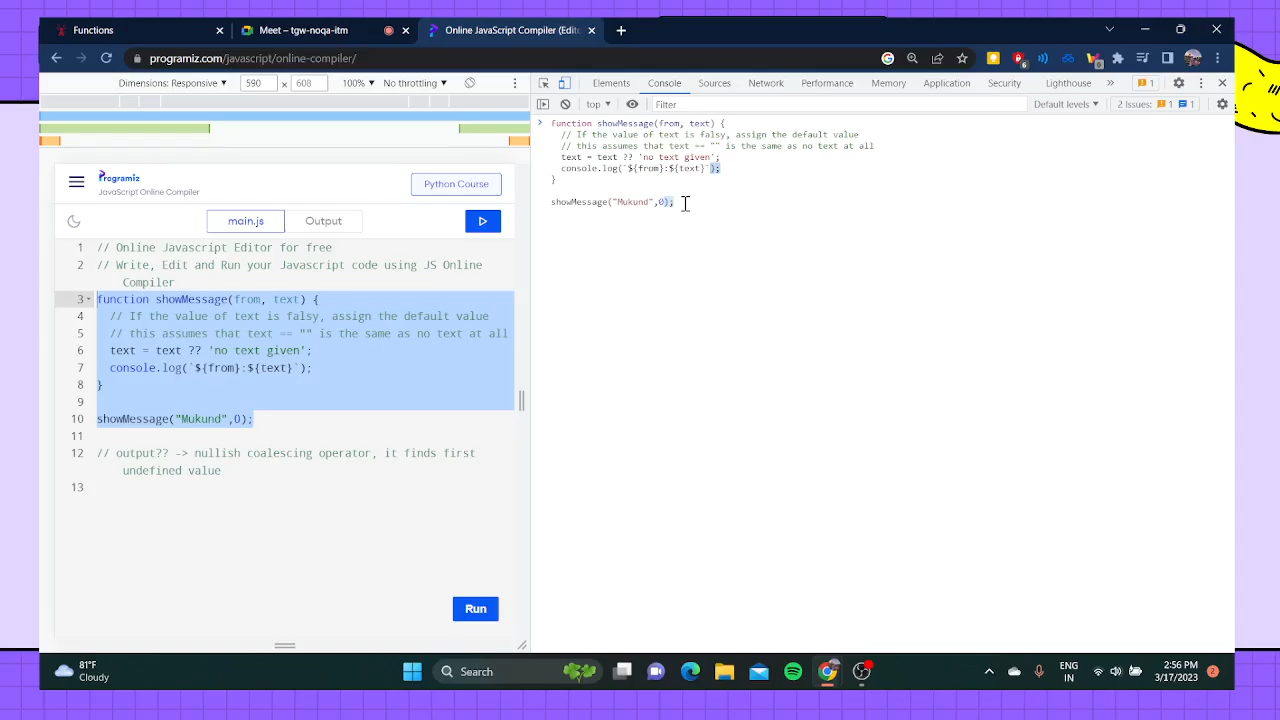 Functions
Meet – tgw-noqa-itm
Online JavaScript Compiler (Edito
programiz.com/javascript/online-compiler/
Dimensions: Responsive
590 × 608
100%
No throttling
Elements
Console
Sources
Network
Performance
Memory
Application
Security
Lighthouse
1
top
Filter
Default levels
2 Issues: 1 1
Programiz
JavaScript Online Compiler
Python Course
main.js
Output
1 // Online Javascript Editor for free
2 // Write, Edit and Run your Javascript code using JS Online
Compiler
3 function showMessage(from, text) {
4 // If the value of text is falsy, assign the default value
5 // this assumes that text == "" is the same as no text at all
6 text = text ?? 'no text given';
7 console.log(`${from}:${text}`);
8 }
9
10 showMessage("Mukund",0);
11
12 // output?? -> nullish coalescing operator, it finds first
undefined value
13
Run
function showMessage(from, text) {
// If the value of text is falsy, assign the default value
// this assumes that text == "" is the same as no text at all
text = text ?? 'no text given';
console.log(`${from}:${text}`);
}
showMessage("Mukund",0);
81°F
Cloudy
Search
ENG
IN
2:56 PM
3/17/2023
2